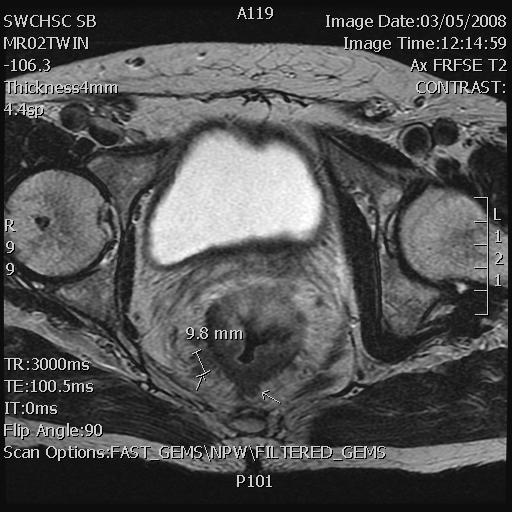 SWCHSC SB
A119
Image Date:03/05/2008
MR02TWIN
Image Time:12:14:59
-106.3
Ax FRFSE T2
Thickness4mm
CONTRAST:
4.4sp
R
9
9
L
1
2
1
9.8 mm
TR:3000ms
TE:100.5ms
IT:0ms
Flip Angle:90
Scan Options:FAST_GEMS\NPW\FILTERED_GEMS
P101